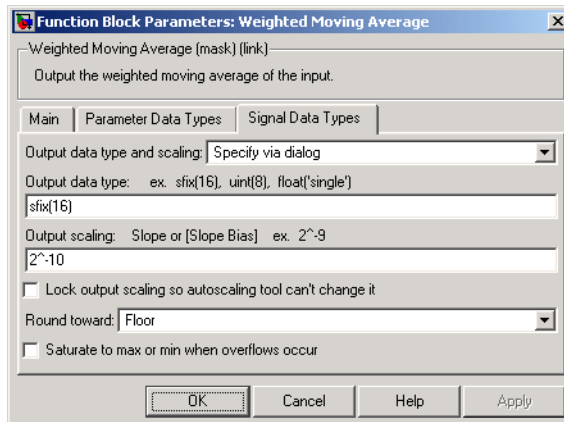 Function Block Parameters: Weighted Moving Average
Weighted Moving Average (mask) (link)
Output the weighted moving average of the input.
Main Parameter Data Types Signal Data Types
Output data type and scaling: Specify via dialog
Output data type: ex. sfix(16), uint(8), float('single')
sfix(16)
Output scaling: Slope or [Slope Bias] ex. 2^-9
2^-10
Lock output scaling so autoscaling tool can't change it
Round toward: Floor
Saturate to max or min when overflows occur
OK Cancel Help Apply